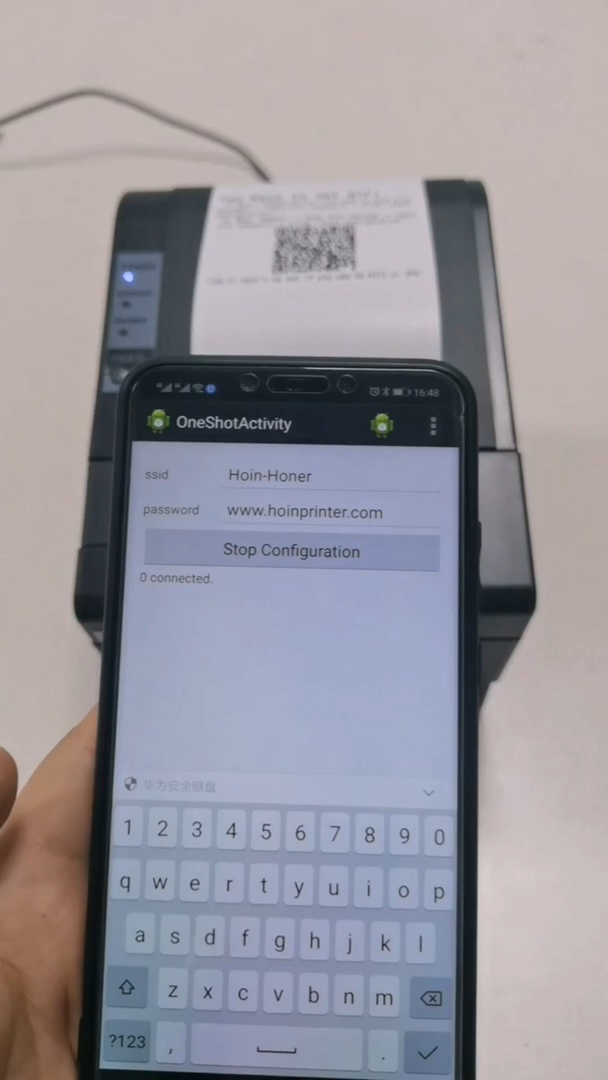 16:48
OneShotActivity
ssid Hoin-Honer
password www.hoinprinter.com
Stop Configuration
0 connected.
华为安全键盘
1 2 3 4 5 6 7 8 9 0
q w e r t y u i o p
a s d f g h j k l
z x c v b n m
?123 , .